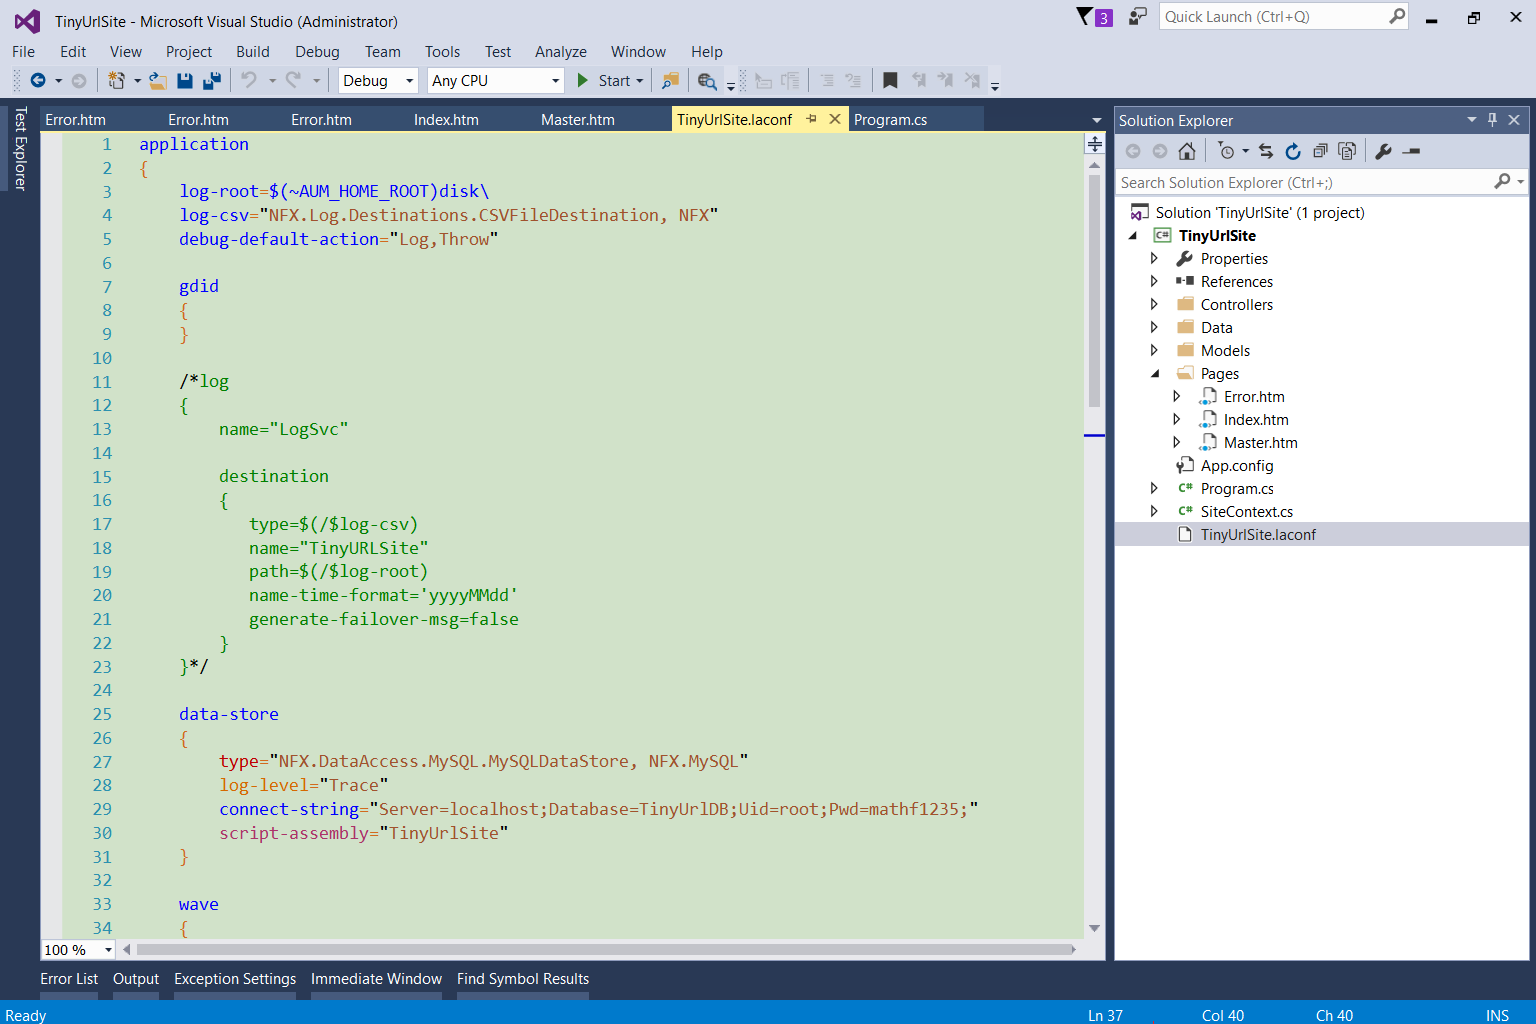 TinyUrlSite - Microsoft Visual Studio (Administrator)
3
Quick Launch (Ctrl+Q)
File Edit View Project Build Debug Team Tools Test Analyze Window Help
Debug Any CPU Start
Test Explorer
Error.htm Error.htm Error.htm Index.htm Master.htm TinyUrlSite.laconf Program.cs
1 application
2 {
3 log-root=$(~AUM_HOME_ROOT)disk\
4 log-csv="NFX.Log.Destinations.CSVFileDestination, NFX"
5 debug-default-action="Log,Throw"
6
7 gdid
8 {
9 }
10
11 /*log
12 {
13 name="LogSvc"
14
15 destination
16 {
17 type=$(/$log-csv)
18 name="TinyURLSite"
19 path=$(/$log-root)
20 name-time-format='yyyyMMdd'
21 generate-failover-msg=false
22 }
23 }*/
24
25 data-store
26 {
27 type="NFX.DataAccess.MySQL.MySQLDataStore, NFX.MySQL"
28 log-level="Trace"
29 connect-string="Server=localhost;Database=TinyUrlDB;Uid=root;Pwd=mathf1235;"
30 script-assembly="TinyUrlSite"
31 }
32
33 wave
34 {
100 %
Solution Explorer
Search Solution Explorer (Ctrl+;)
Solution 'TinyUrlSite' (1 project)
C# TinyUrlSite
Properties
References
Controllers
Data
Models
Pages
Error.htm
Index.htm
Master.htm
App.config
C# Program.cs
C# SiteContext.cs
TinyUrlSite.laconf
Error List Output Exception Settings Immediate Window Find Symbol Results
Ready Ln 37 Col 40 Ch 40 INS